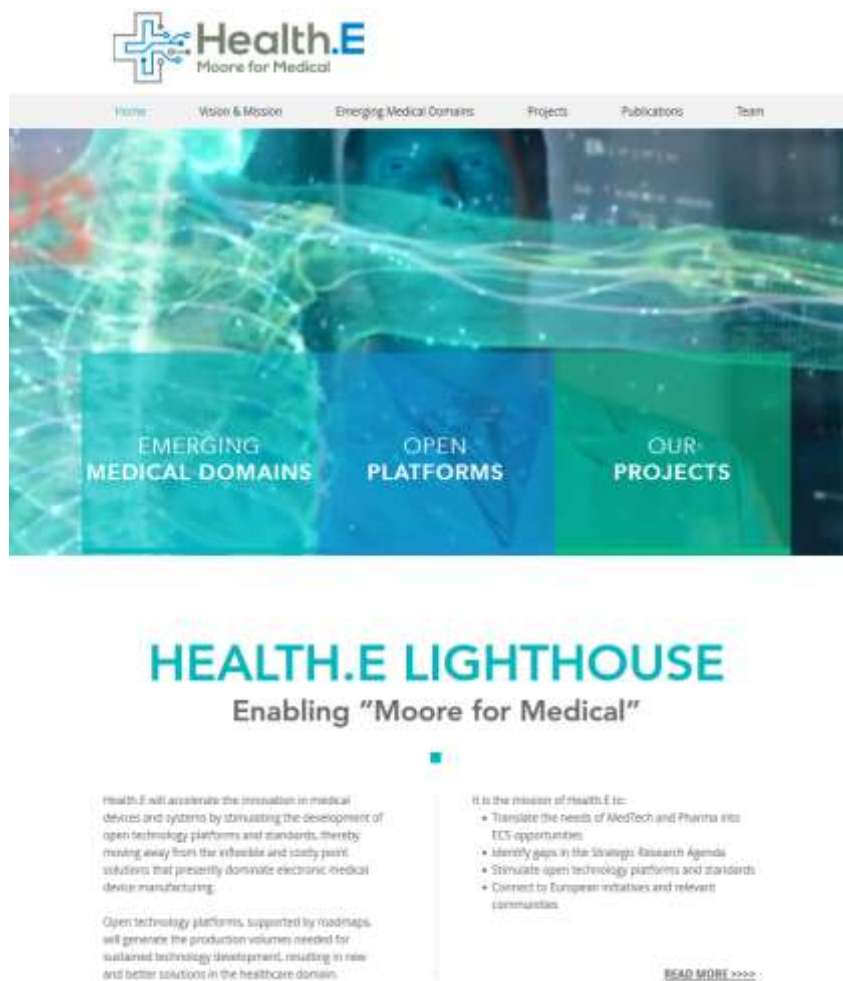 Health.E
Moore for Medical
Home Vision & Mission Emerging Medical Domains Projects Publications Team
EMERGING
MEDICAL DOMAINS
OPEN
PLATFORMS
OUR
PROJECTS
HEALTH.E LIGHTHOUSE
Enabling “Moore for Medical”
Health.E will accelerate the innovation in medical
devices and systems by stimulating the development of
open technology platforms and standards, thereby
moving away from the inflexible and costly point
solutions that presently dominate electronic medical
device manufacturing.
Open technology platforms, supported by roadmaps,
will generate the production volumes needed for
sustained technology development, resulting in new
and better solutions in the healthcare domain.
It is the mission of Health.E to:
• Translate the needs of MedTech and Pharma into
ECS opportunities
• Identify gaps in the Strategic Research Agenda
• Stimulate open technology platforms and standards
• Connect to European initiatives and relevant
communities
READ MORE >>>>